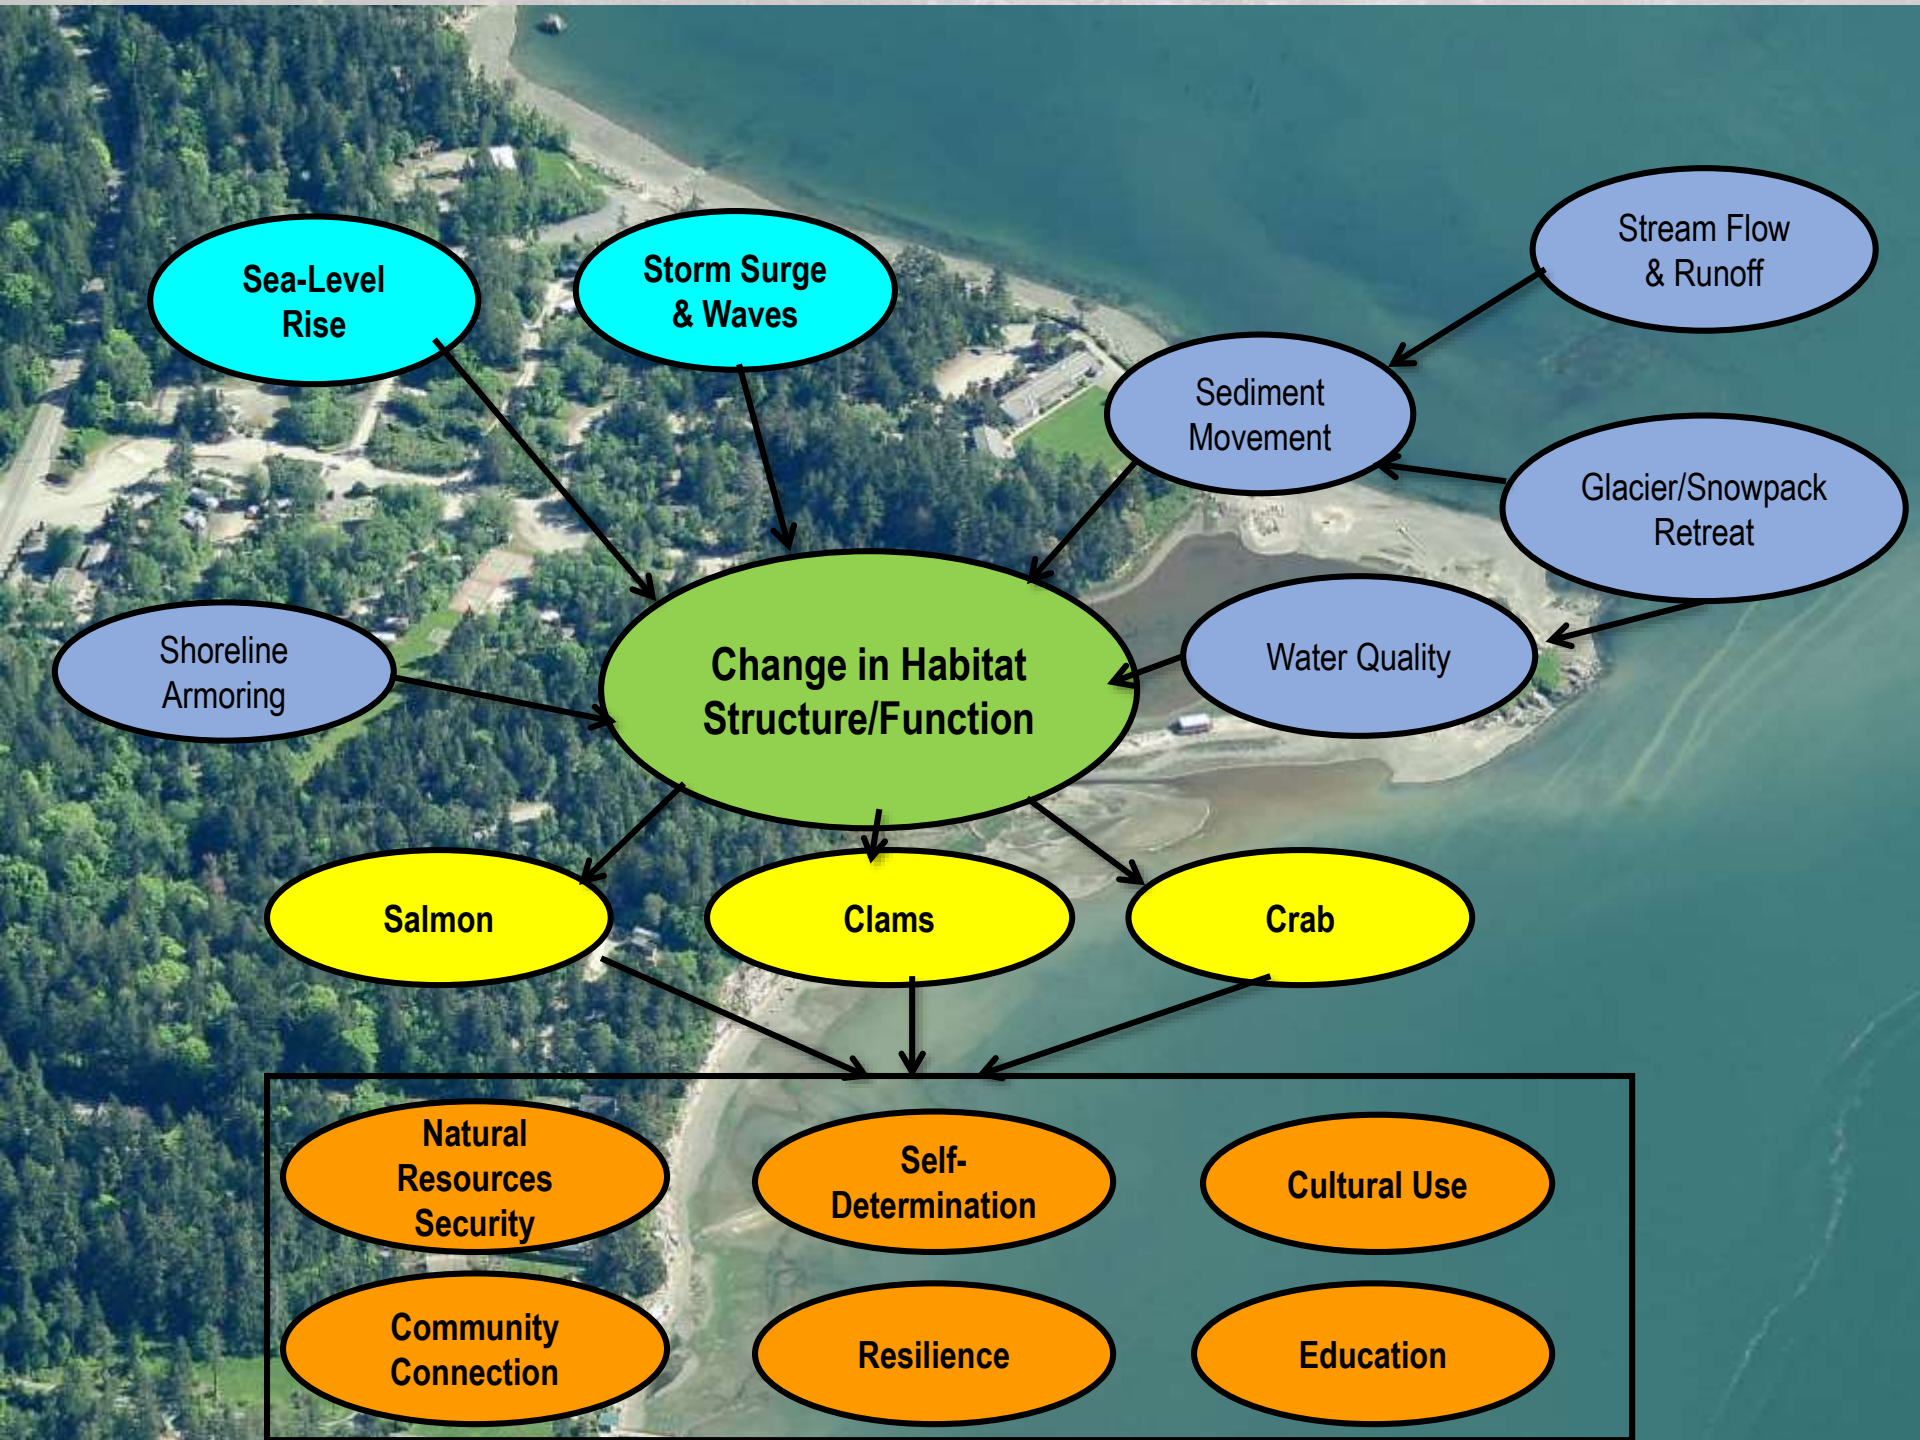 Sea-Level
Rise
Storm Surge
& Waves
Stream Flow
& Runoff
Sediment
Movement
Glacier/Snowpack
Retreat
Shoreline
Armoring
Change in Habitat
Structure/Function
Water Quality
Salmon
Clams
Crab
Natural
Resources
Security
Self-
Determination
Cultural Use
Community
Connection
Resilience
Education